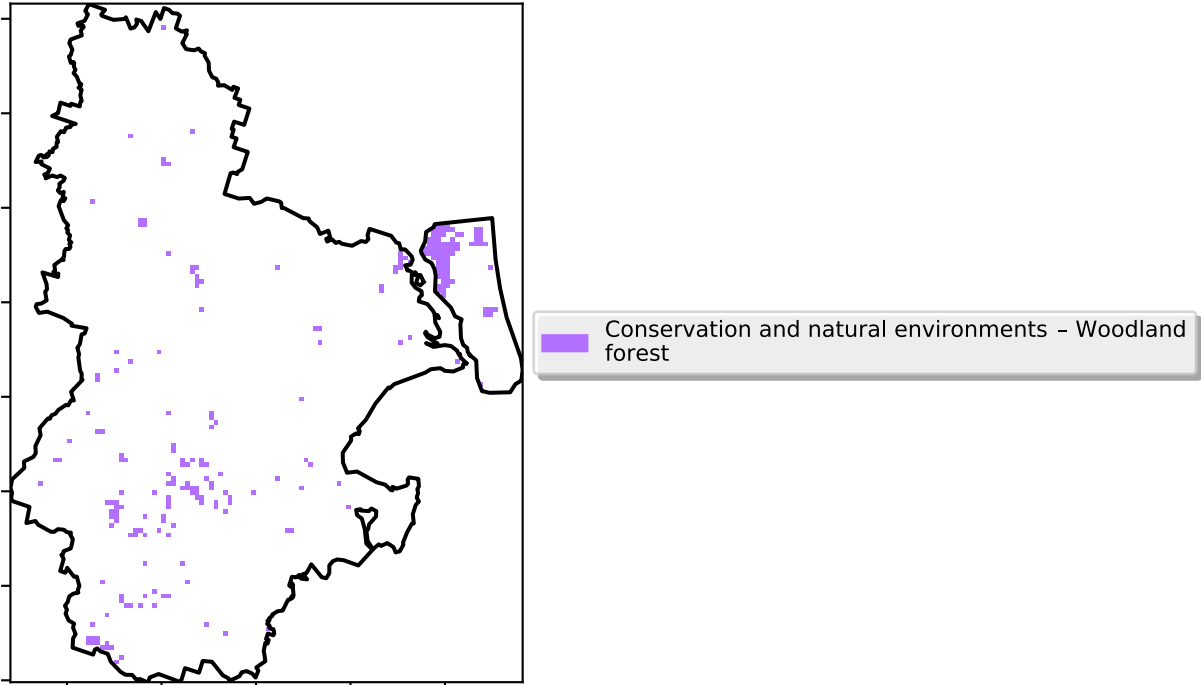 Conservation and natural environments – Woodland
forest